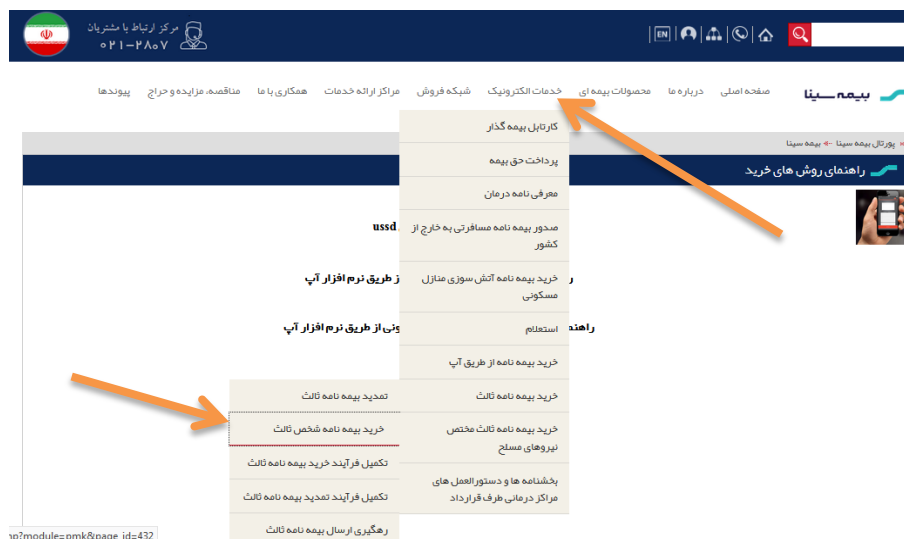 مرکز ارتباط با مشتریان
۰۲۱-۲۸۰۷
EN
بیمه سینا
صفحه اصلی درباره ما محصولات بیمه ای خدمات الکترونیک شبکه فروش مراکز ارائه خدمات همکاری با ما مناقصه، مزایده و حراج پیوندها
پورتال بیمه سینا بیمه سینا
راهنمای روش های خرید
کارتابل بیمه گذار
پرداخت حق بیمه
معرفی نامه درمان
صدور بیمه نامه مسافرتی به خارج از
کشور
خرید بیمه نامه آتش سوزی منازل
مسکونی
استعلام
خرید بیمه نامه از طریق آپ
خرید بیمه نامه ثالث
خرید بیمه نامه ثالث مختص
نیروهای مسلح
بخشنامه ها و دستورالعمل های
مراکز درمانی طرف قرارداد
ussd
ز طریق نرم افزار آپ
ونی از طریق نرم افزار آپ
تمدید بیمه نامه ثالث
خرید بیمه نامه شخص ثالث
تکمیل فرآیند خرید بیمه نامه ثالث
تکمیل فرآیند تمدید بیمه نامه ثالث
رهگیری ارسال بیمه نامه ثالث
hp?module=pmk&page_id=432